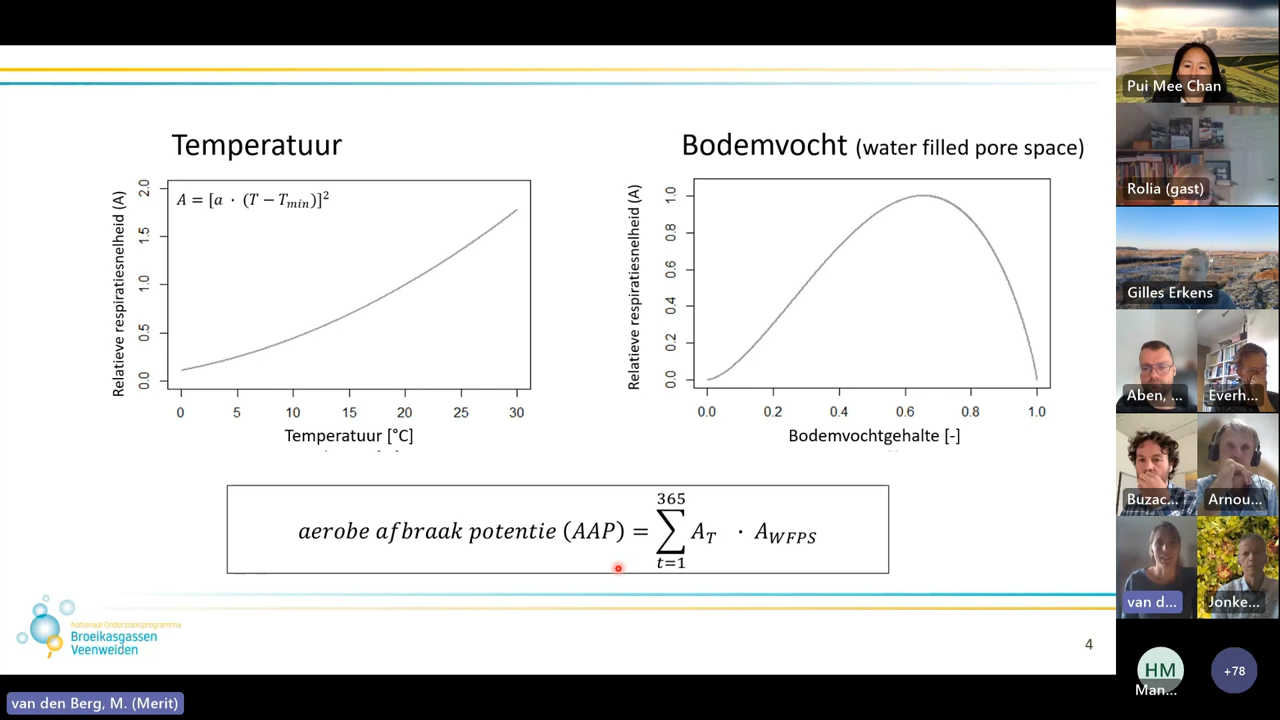 Temperatuur
A = [a · (T − Tmin)]²
Relatieve respiratiesnelheid (A)
2.0
1.5
1.0
0.5
0.0
0 5 10 15 20 25 30
Temperatuur [°C]
Bodemvocht (water filled pore space)
Relatieve respiratiesnelheid (A)
1.0
0.8
0.6
0.4
0.2
0.0
0.0 0.2 0.4 0.6 0.8 1.0
Bodemvochtgehalte [-]
365
aerobe afbraak potentie (AAP) = ∑ A_T · A_WFPS
t=1
Nationaal Onderzoeksprogramma
Broeikasgassen
Veenweiden
4
van den Berg, M. (Merit)
Pui Mee Chan
Rolia (gast)
Gilles Erkens
Aben, ... Everh...
Buzac... Arnou...
van d... Jonke...
HM +78
Man...